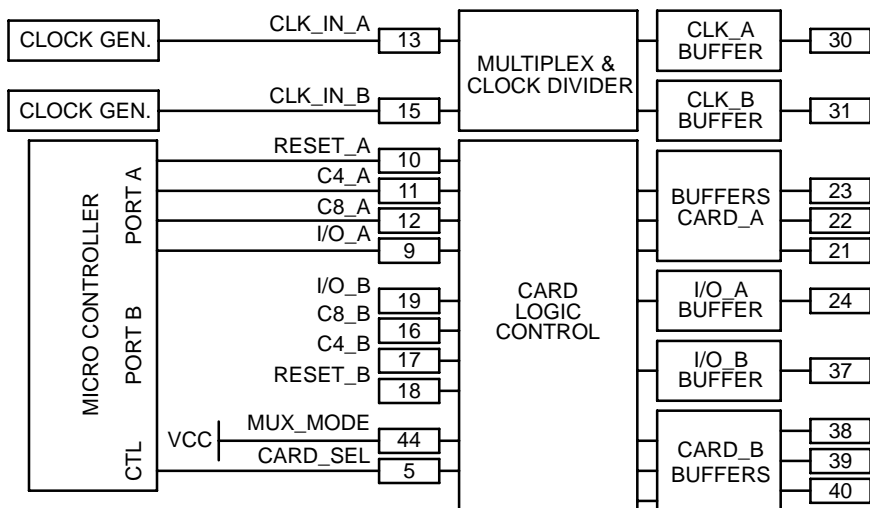 CLOCK GEN.
CLK_IN_A
13
MULTIPLEX &
CLOCK DIVIDER
CLK_A
BUFFER
30
CLOCK GEN.
CLK_IN_B
15
CLK_B
BUFFER
31
MICRO CONTROLLER
PORT A
PORT B
CTL
RESET_A
10
C4_A
11
C8_A
12
I/O_A
9
I/O_B
19
C8_B
16
C4_B
17
RESET_B
18
VCC
MUX_MODE
44
CARD_SEL
5
CARD
LOGIC
CONTROL
BUFFERS
CARD_A
23
22
21
I/O_A
BUFFER
24
I/O_B
BUFFER
37
CARD_B
BUFFERS
38
39
40